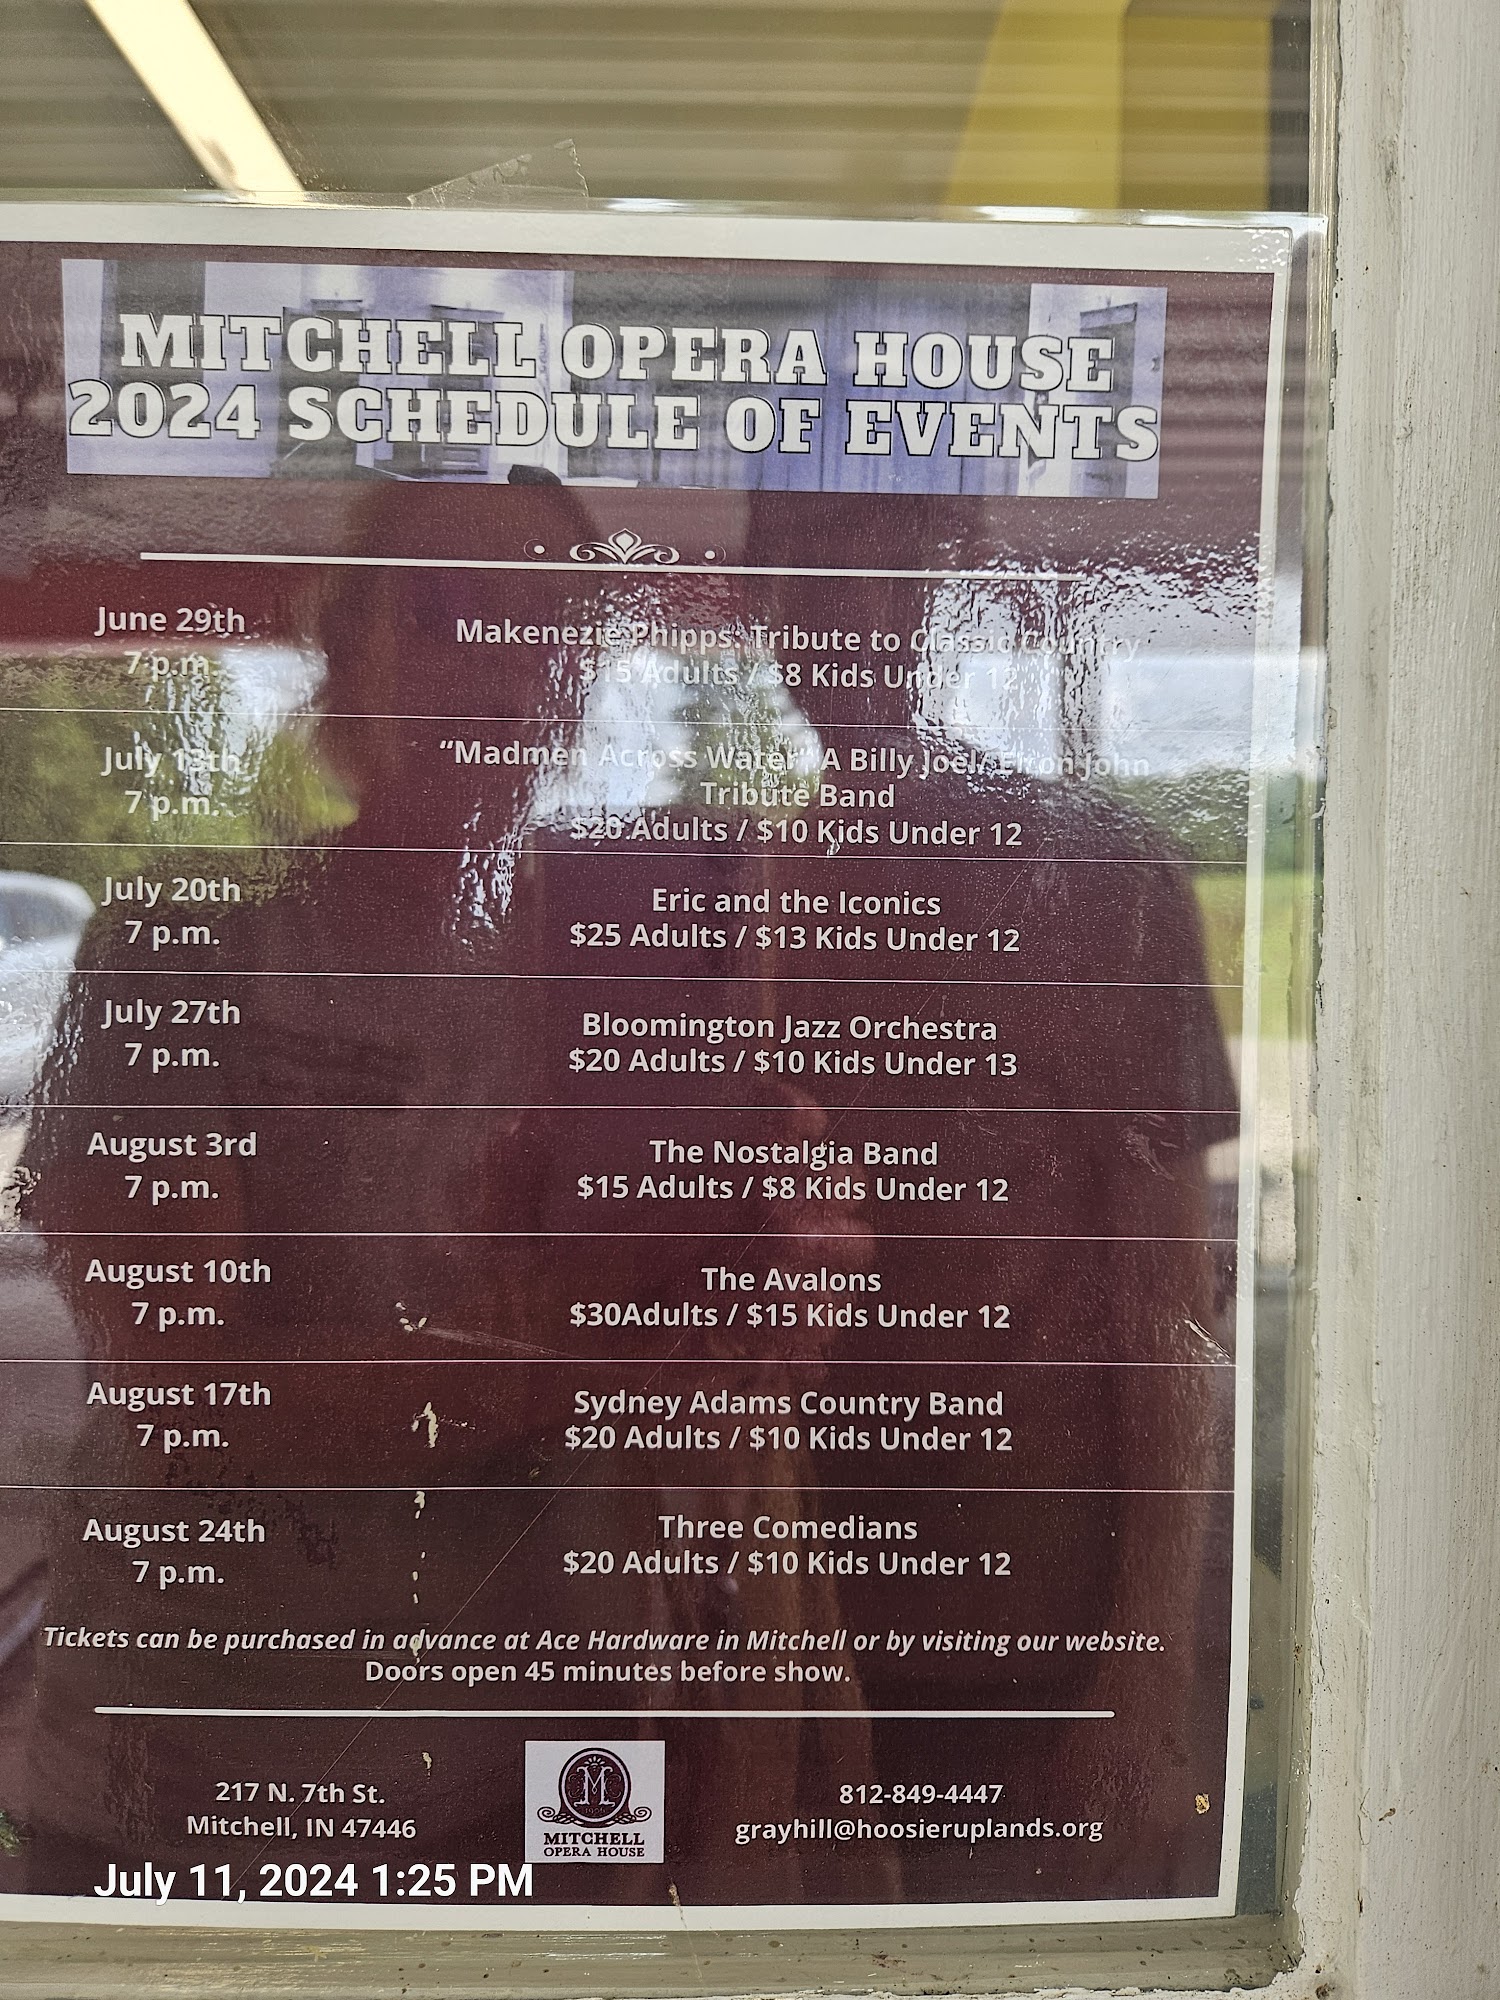 MITCHELL OPERA HOUSE
2024 SCHEDULE OF EVENTS
June 29th
7 p.m.
Makenezie Phipps: Tribute to Classic Country
$15 Adults / $8 Kids Under 12
July 13th
7 p.m.
“Madmen Across Water" A Billy Joel/ Elton John
Tribute Band
$20 Adults / $10 Kids Under 12
July 20th
7 p.m.
Eric and the Iconics
$25 Adults / $13 Kids Under 12
July 27th
7 p.m.
Bloomington Jazz Orchestra
$20 Adults / $10 Kids Under 13
August 3rd
7 p.m.
The Nostalgia Band
$15 Adults / $8 Kids Under 12
August 10th
7 p.m.
The Avalons
$30Adults / $15 Kids Under 12
August 17th
7 p.m.
Sydney Adams Country Band
$20 Adults / $10 Kids Under 12
August 24th
7 p.m.
Three Comedians
$20 Adults / $10 Kids Under 12
Tickets can be purchased in advance at Ace Hardware in Mitchell or by visiting our website.
Doors open 45 minutes before show.
217 N. 7th St.
Mitchell, IN 47446
M
MITCHELL
OPERA HOUSE
812-849-4447
grayhill@hoosieruplands.org
July 11, 2024 1:25 PM